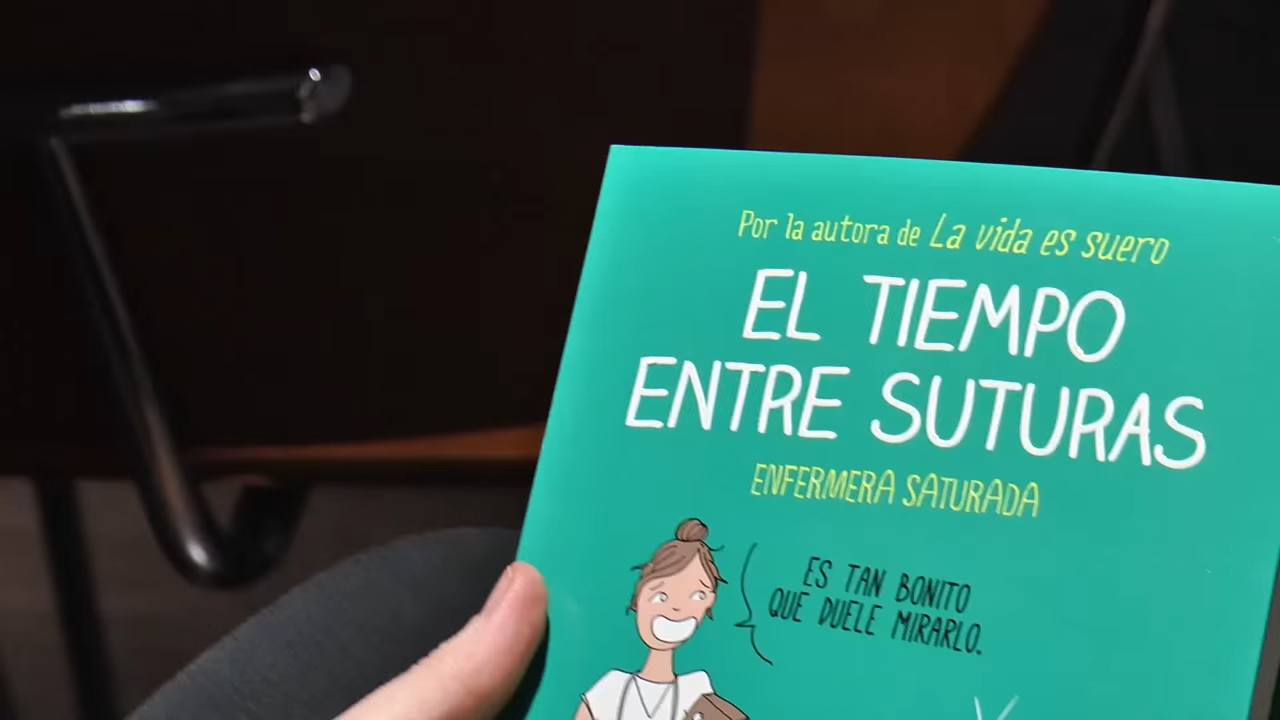 Por la autora de La vida es suero
EL TIEMPO
ENTRE SUTURAS
ENFERMERA SATURADA
ES TAN BONITO
QUE DUELE MIRARLO.